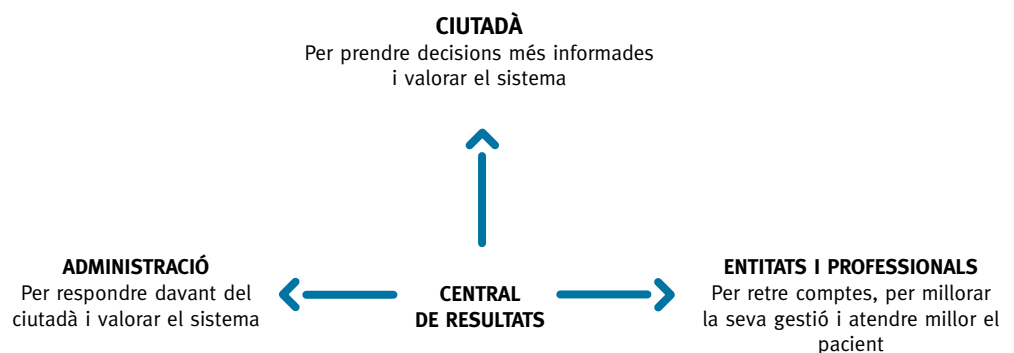 CIUTADÀ
Per prendre decisions més informades
i valorar el sistema
ADMINISTRACIÓ
Per respondre davant del
ciutadà i valorar el sistema
CENTRAL
DE RESULTATS
ENTITATS I PROFESSIONALS
Per retre comptes, per millorar
la seva gestió i atendre millor el
pacient